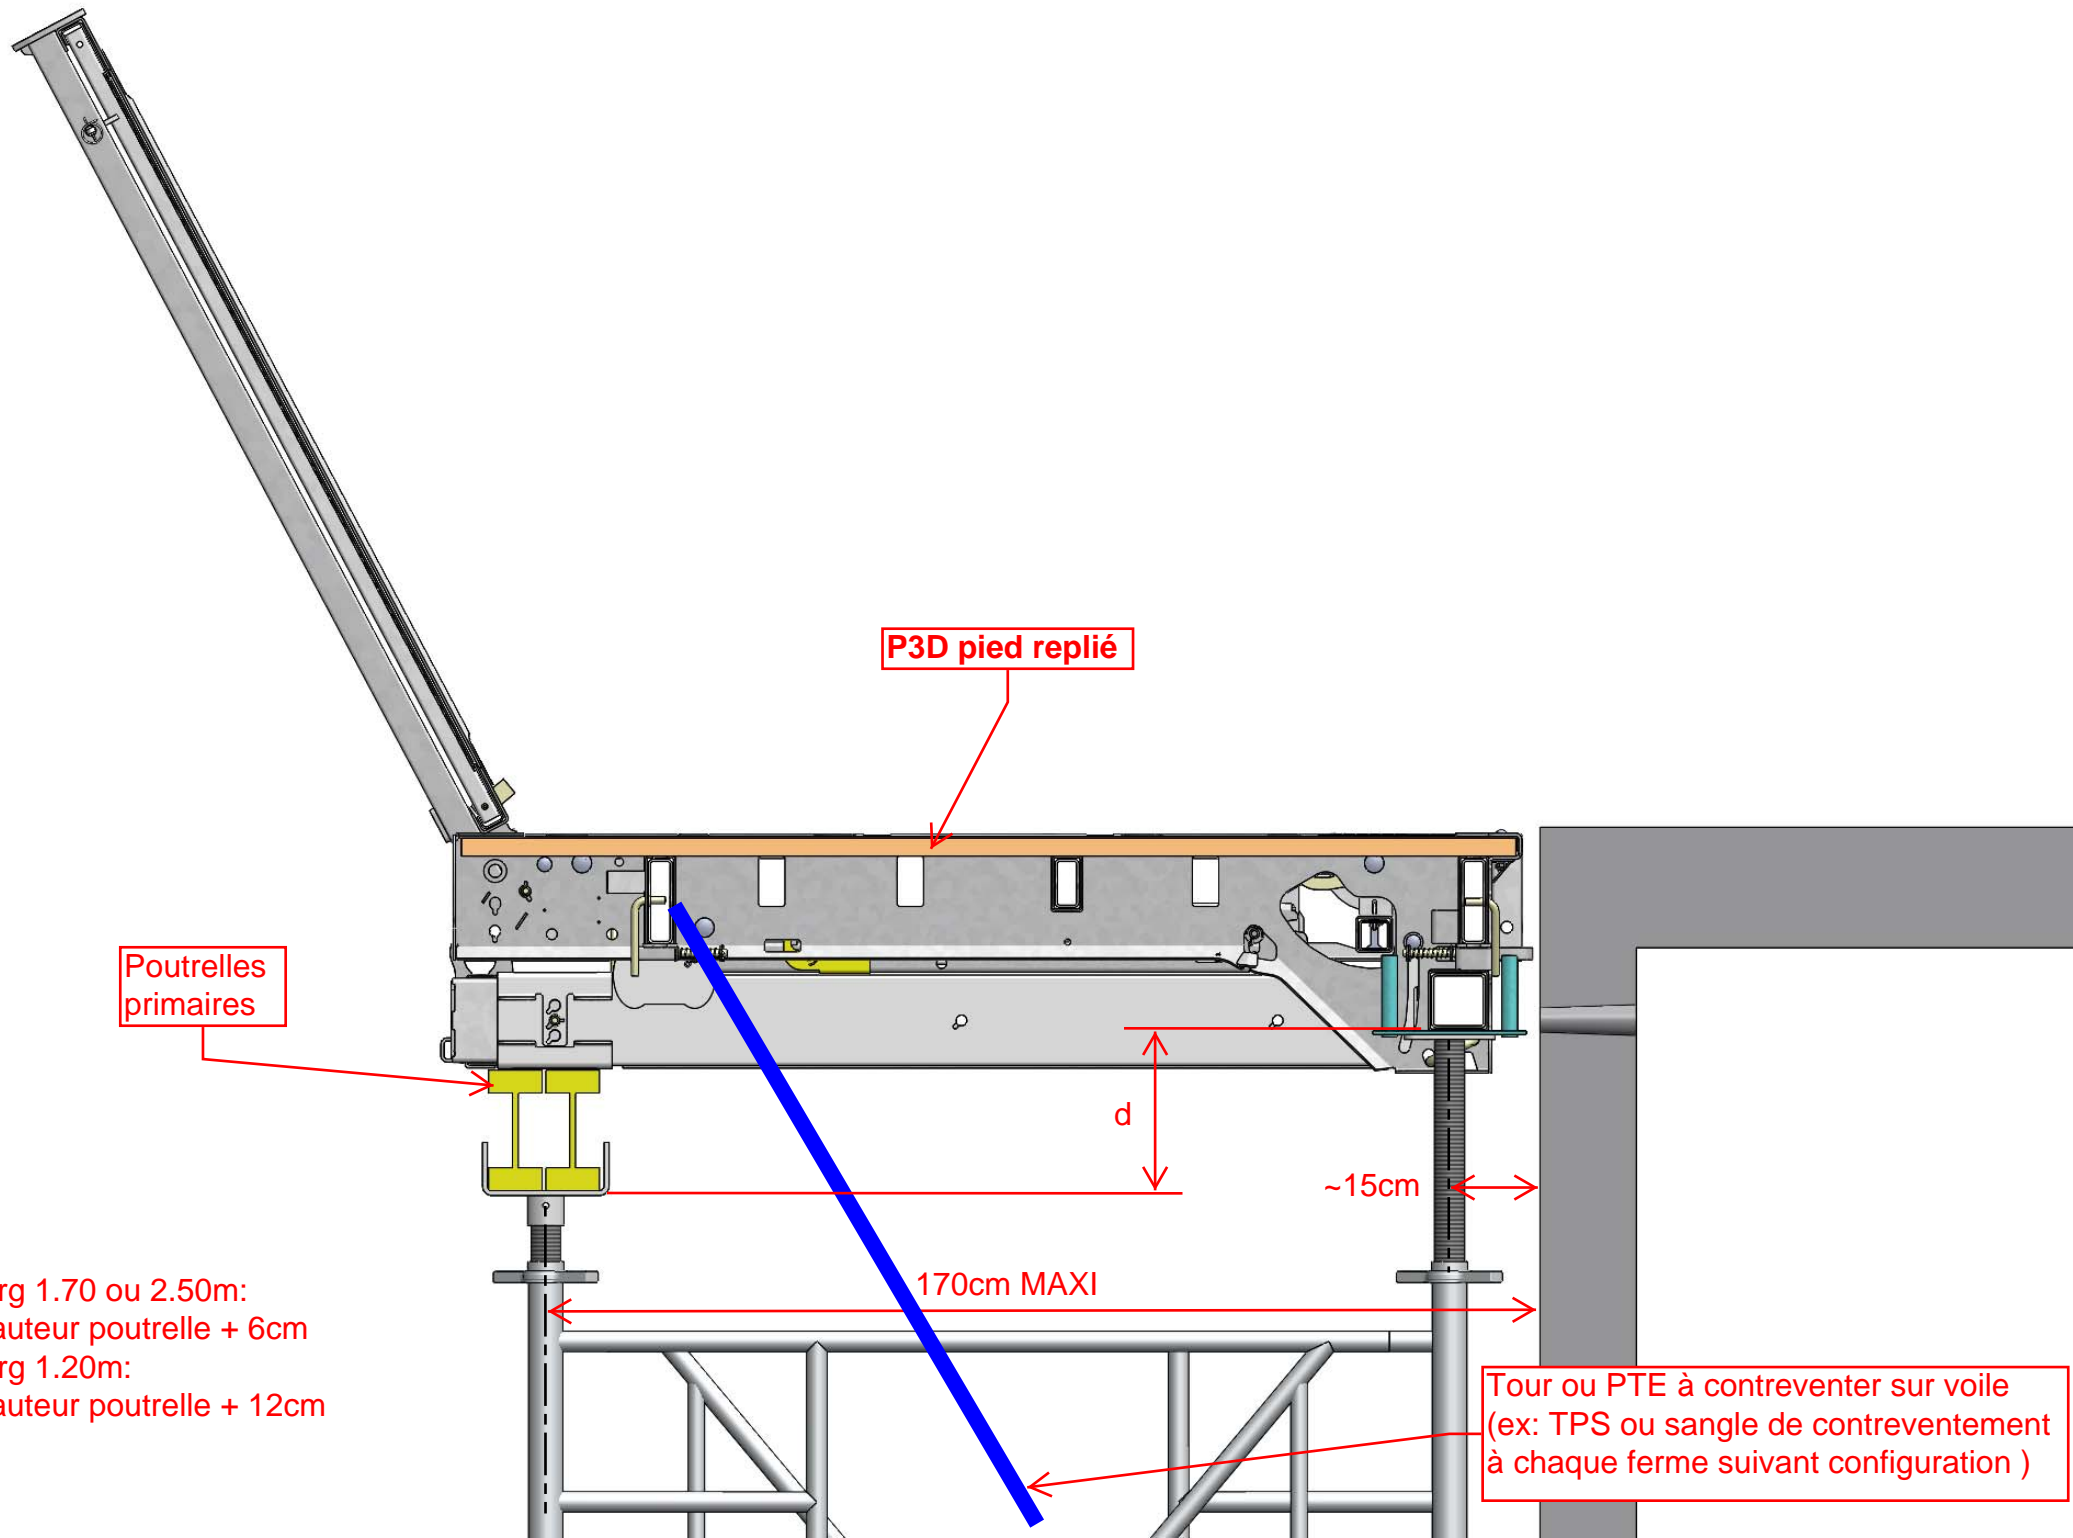 P3D pied replié
Poutrelles
primaires
d
~15cm
170cm MAXI
rg 1.70 ou 2.50m:
auteur poutrelle + 6cm
rg 1.20m:
auteur poutrelle + 12cm
Tour ou PTE à contreventer sur voile
(ex: TPS ou sangle de contreventement
à chaque ferme suivant configuration )